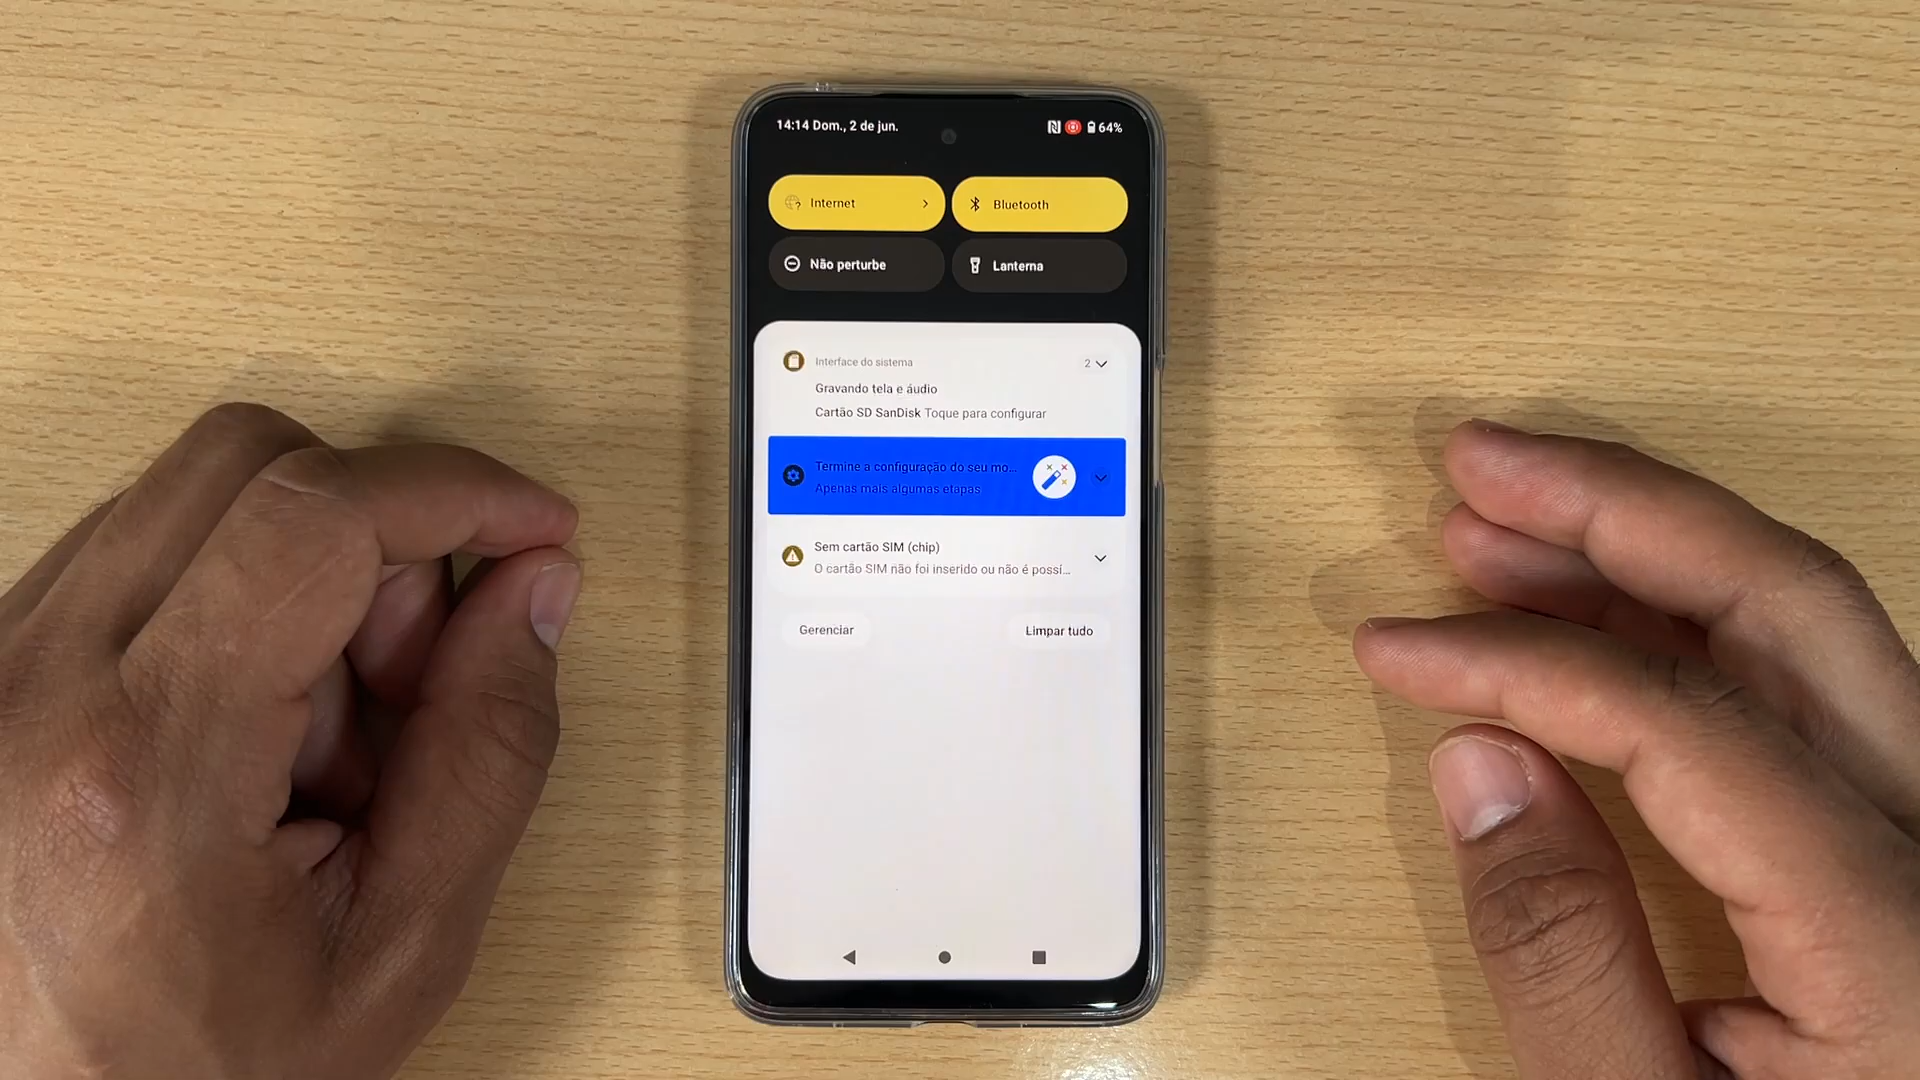 14:14 Dom., 2 de jun.
64%
Internet
Bluetooth
Não perturbe
Lanterna
Interface do sistema
2
Gravando tela e áudio
Cartão SD SanDisk Toque para configurar
Termine a configuração do seu mo...
Apenas mais algumas etapas
Sem cartão SIM (chip)
O cartão SIM não foi inserido ou não é possí...
Gerenciar
Limpar tudo